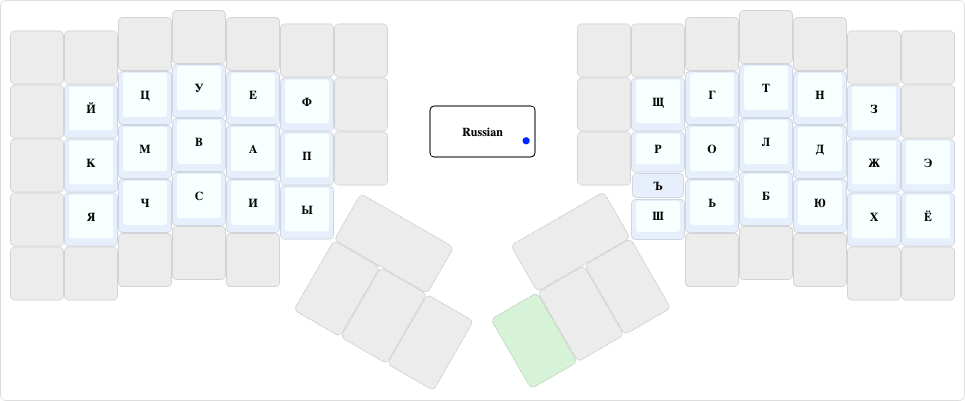 Й Ц У Е Ф Щ Г Т Н З
Russian
К М В А П Р О Л Д Ж Э
Ъ
Я Ч С И Ы Ш Ь Б Ю Х Ё